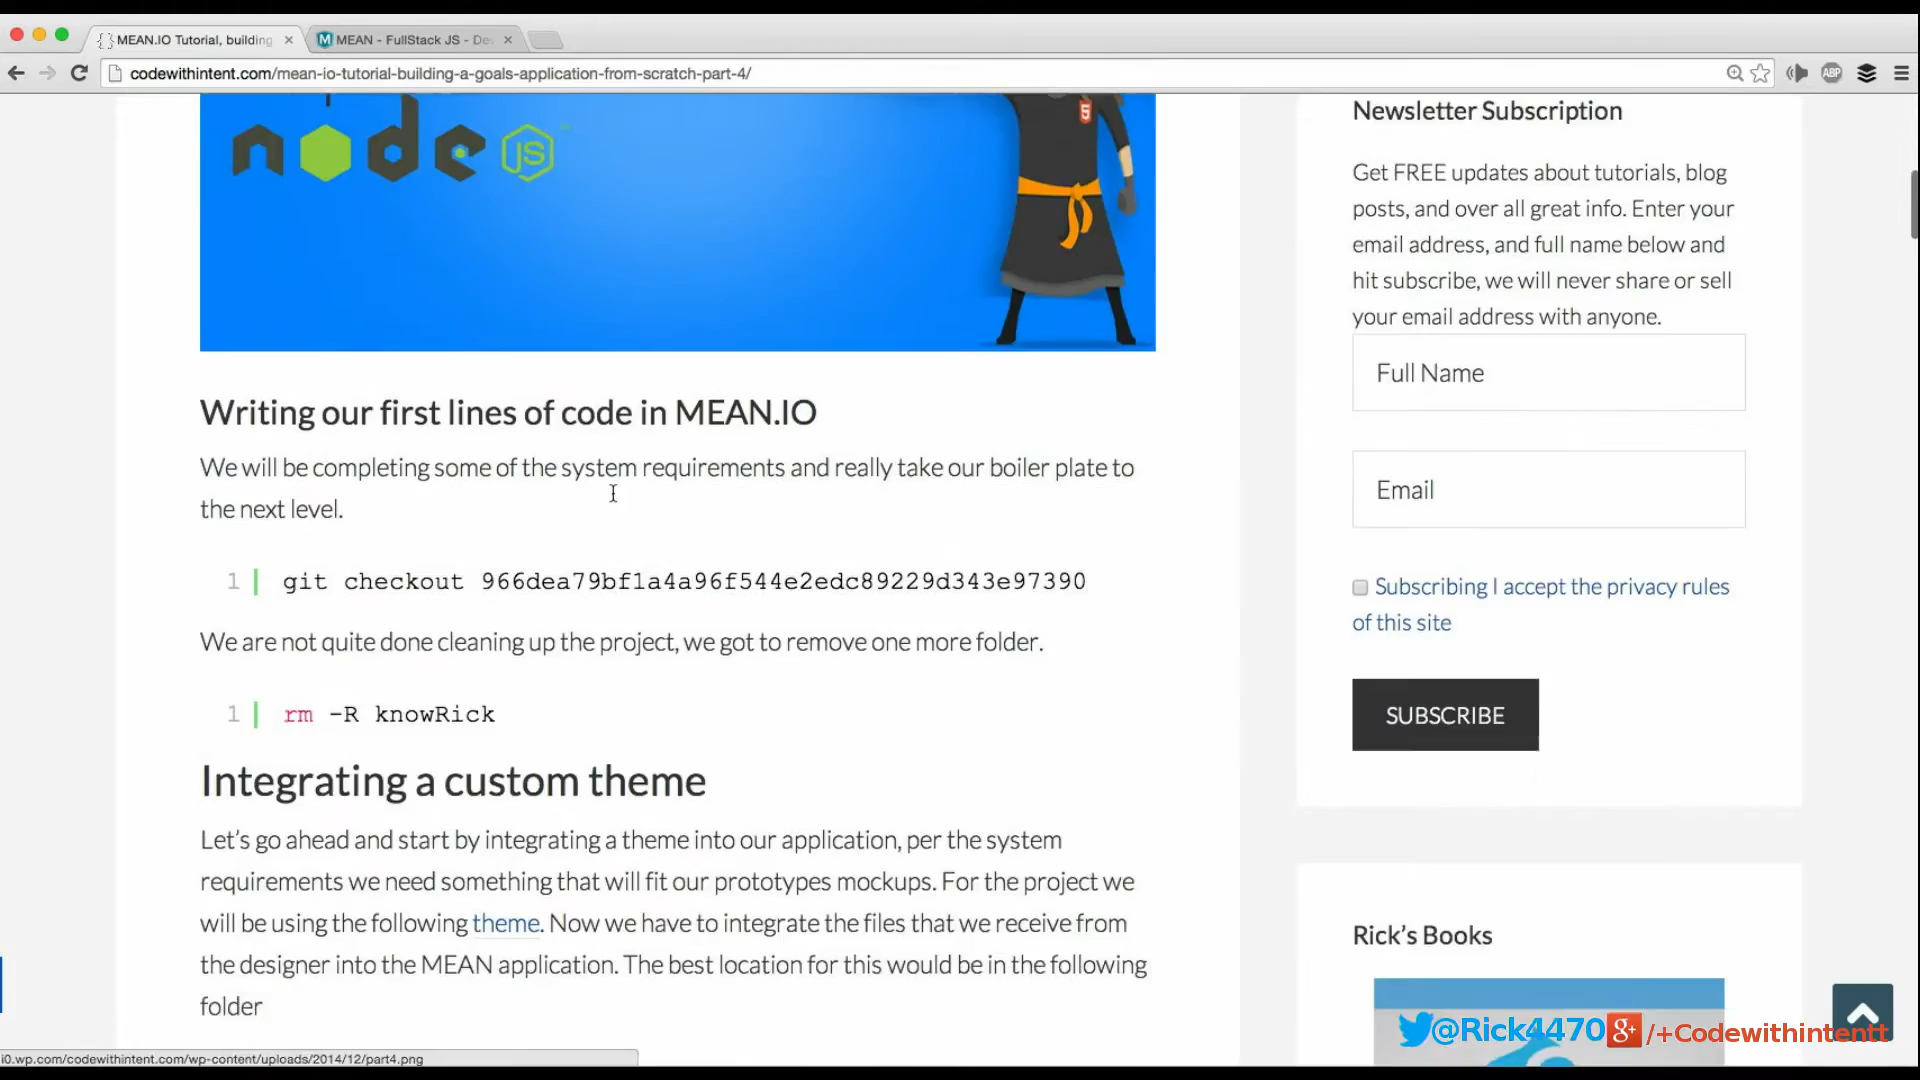 MEAN.IO Tutorial, building
MEAN - FullStack JS - De
codewithintent.com/mean-io-tutorial-building-a-goals-application-from-scratch-part-4/
ABP
node
JS
5
Writing our first lines of code in MEAN.IO
We will be completing some of the system requirements and really take our boiler plate to
the next level.
1 git checkout 966dea79bf1a4a96f544e2edc89229d343e97390
We are not quite done cleaning up the project, we got to remove one more folder.
1 rm -R knowRick
Integrating a custom theme
Let’s go ahead and start by integrating a theme into our application, per the system
requirements we need something that will fit our prototypes mockups. For the project we
will be using the following theme. Now we have to integrate the files that we receive from
the designer into the MEAN application. The best location for this would be in the following
folder
i0.wp.com/codewithintent.com/wp-content/uploads/2014/12/part4.png
Newsletter Subscription
Get FREE updates about tutorials, blog
posts, and over all great info. Enter your
email address, and full name below and
hit subscribe, we will never share or sell
your email address with anyone.
Full Name
Email
Subscribing I accept the privacy rules
of this site
SUBSCRIBE
Rick’s Books
@Rick4470 g+ /+Codewithintentt